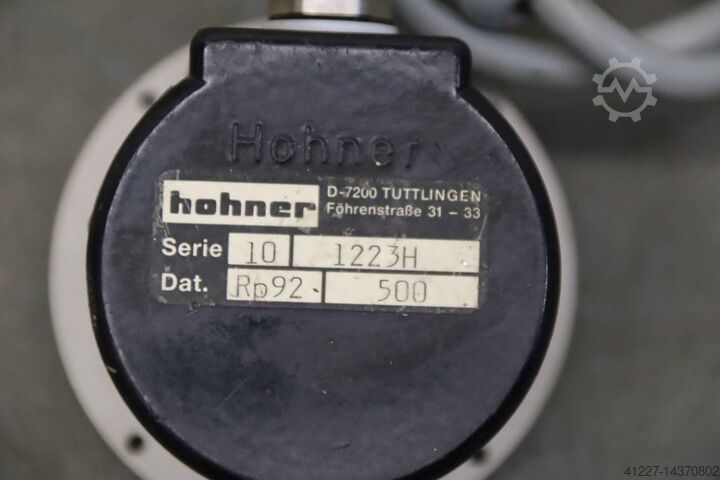 Hohner
hohner D-7200 TUTTLINGEN
Föhrenstraße 31 - 33
Serie 10 1223H
Dat. Rp92 500
41227-14370802